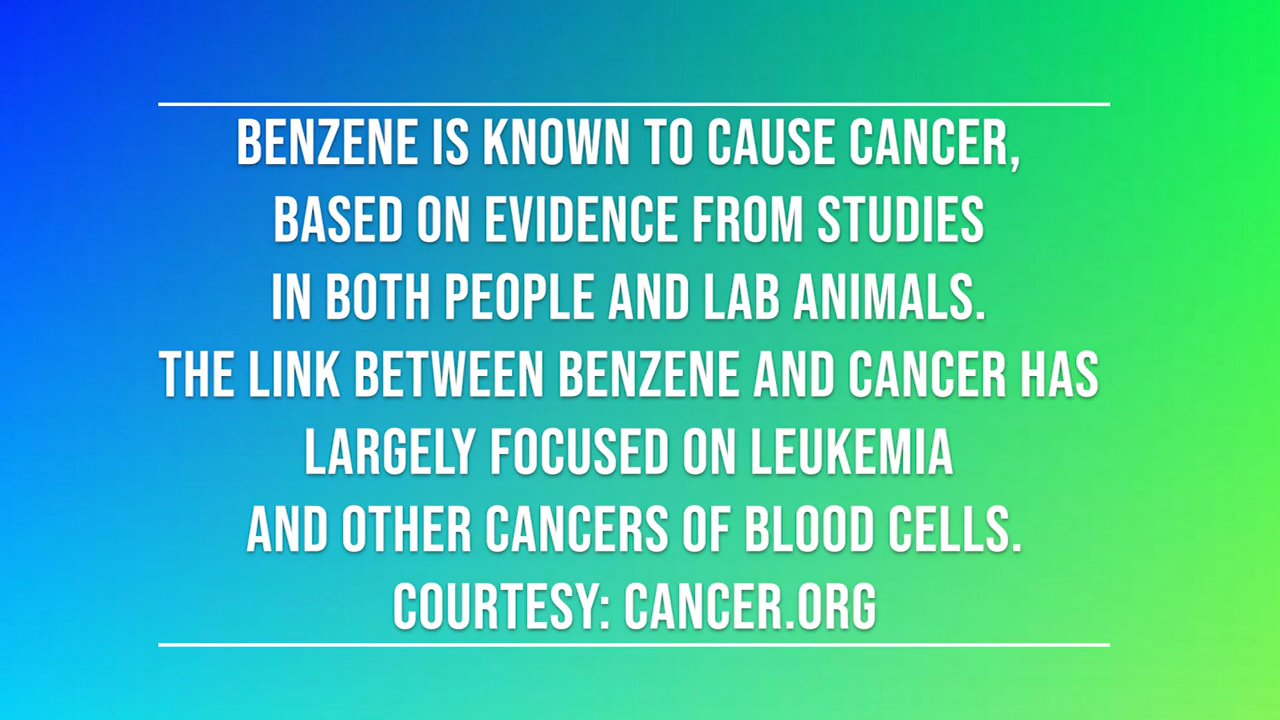 BENZENE IS KNOWN TO CAUSE CANCER,
BASED ON EVIDENCE FROM STUDIES
IN BOTH PEOPLE AND LAB ANIMALS.
THE LINK BETWEEN BENZENE AND CANCER HAS
LARGELY FOCUSED ON LEUKEMIA
AND OTHER CANCERS OF BLOOD CELLS.
COURTESY: CANCER.ORG